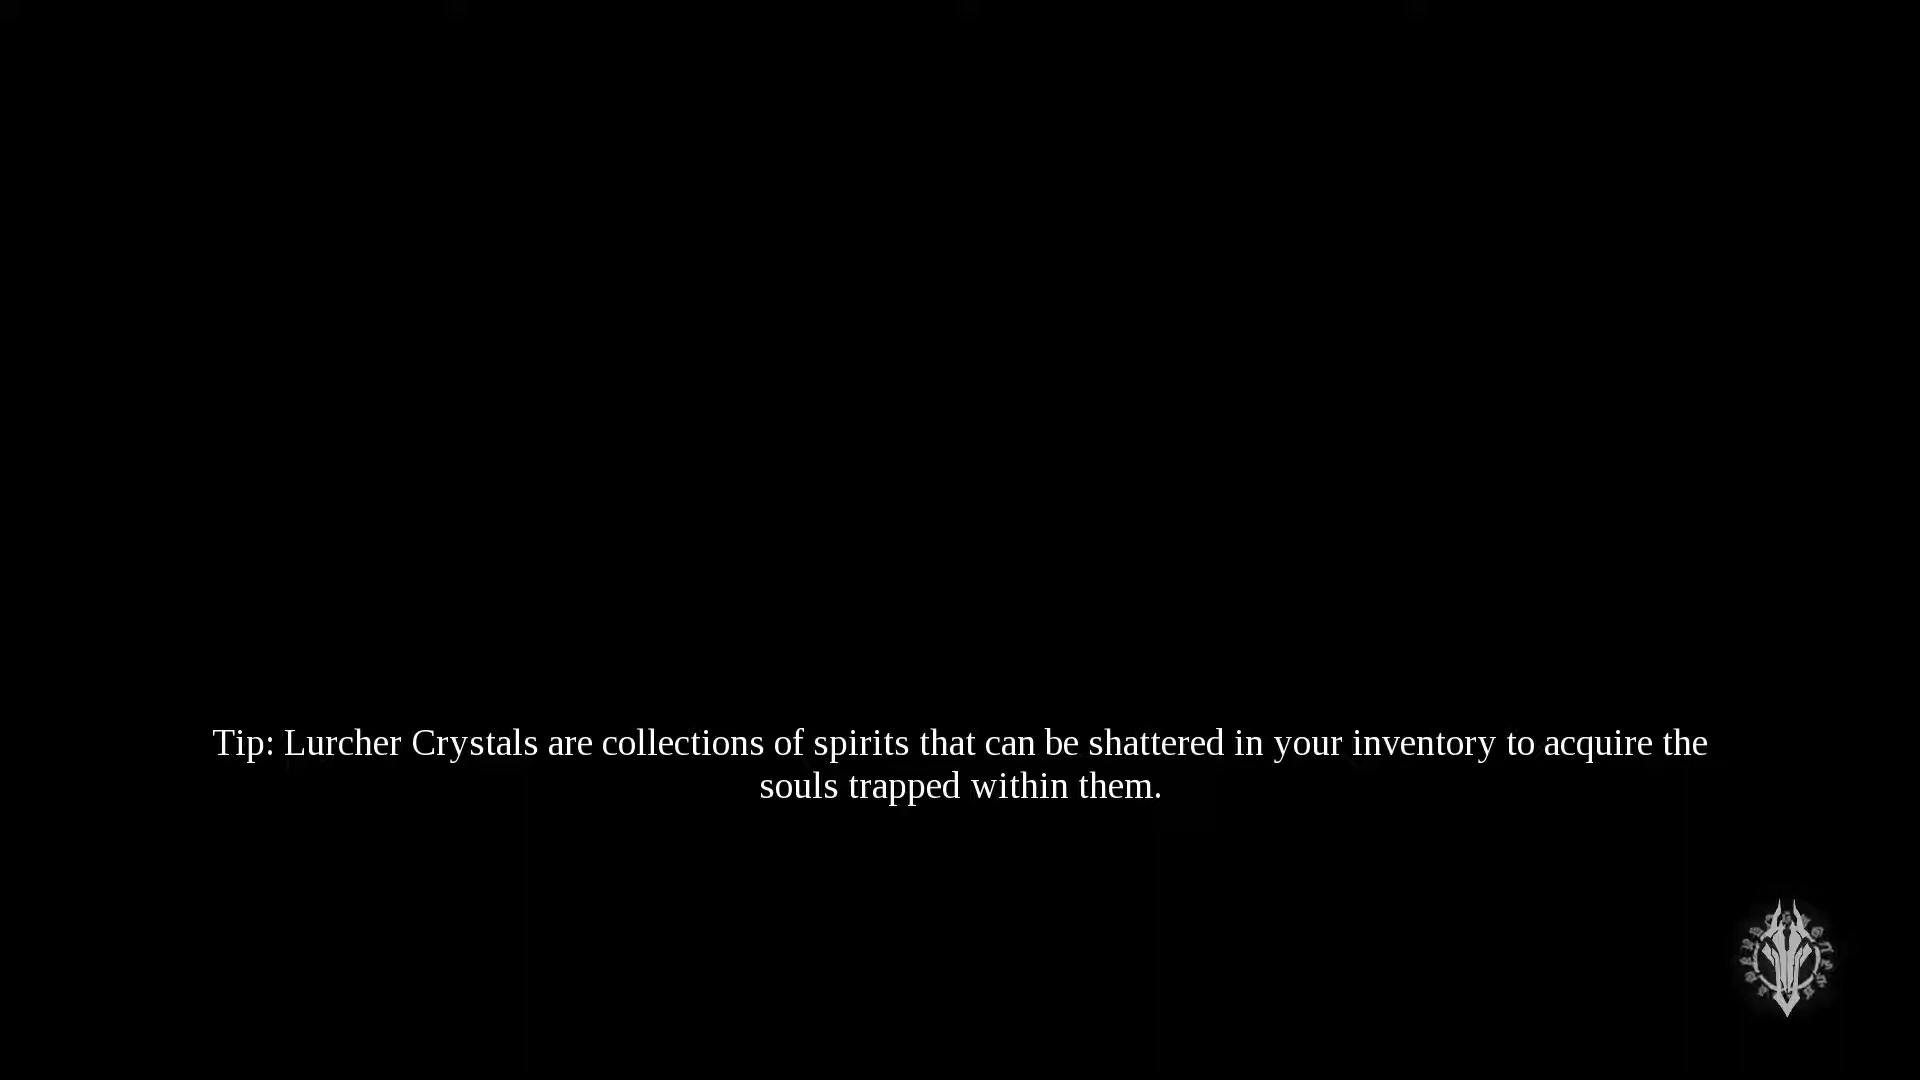 Tip: Lurcher Crystals are collections of spirits that can be shattered in your inventory to acquire the
souls trapped within them.